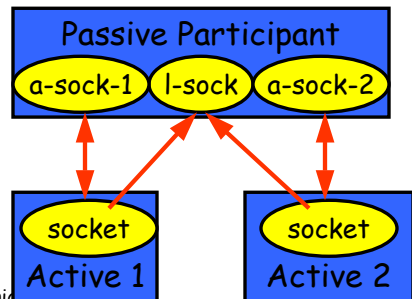 Passive Participant
a-sock-1 l-sock a-sock-2
socket socket
Active 1 Active 2